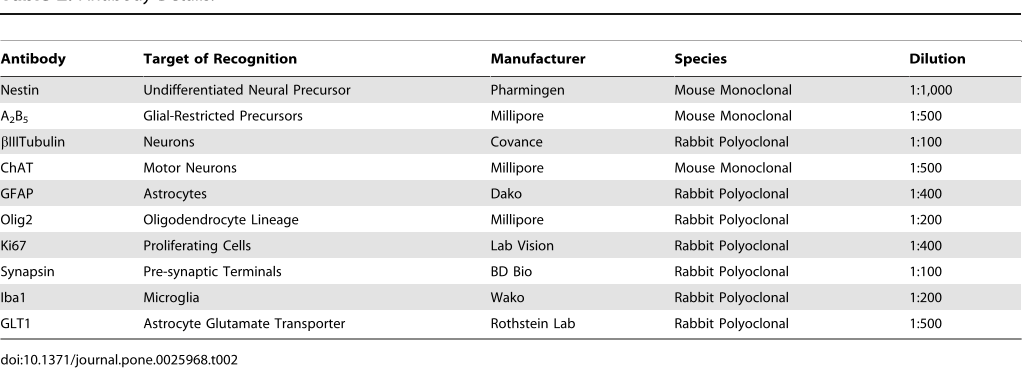 Table 2. Antibody Details.
Antibody Target of Recognition Manufacturer Species Dilution
Nestin Undifferentiated Neural Precursor Pharmingen Mouse Monoclonal 1:1,000
A2B5 Glial-Restricted Precursors Millipore Mouse Monoclonal 1:500
βIIITubulin Neurons Covance Rabbit Polyoclonal 1:100
ChAT Motor Neurons Millipore Mouse Monoclonal 1:500
GFAP Astrocytes Dako Rabbit Polyoclonal 1:400
Olig2 Oligodendrocyte Lineage Millipore Rabbit Polyoclonal 1:200
Ki67 Proliferating Cells Lab Vision Rabbit Polyoclonal 1:400
Synapsin Pre-synaptic Terminals BD Bio Rabbit Polyoclonal 1:100
Iba1 Microglia Wako Rabbit Polyoclonal 1:200
GLT1 Astrocyte Glutamate Transporter Rothstein Lab Rabbit Polyoclonal 1:500
doi:10.1371/journal.pone.0025968.t002